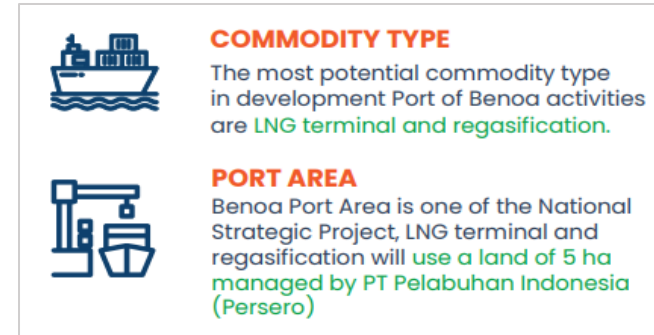 COMMODITY TYPE
The most potential commodity type
in development Port of Benoa activities
are LNG terminal and regasification.
PORT AREA
Benoa Port Area is one of the National
Strategic Project, LNG terminal and
regasification will use a land of 5 ha
managed by PT Pelabuhan Indonesia
(Persero)